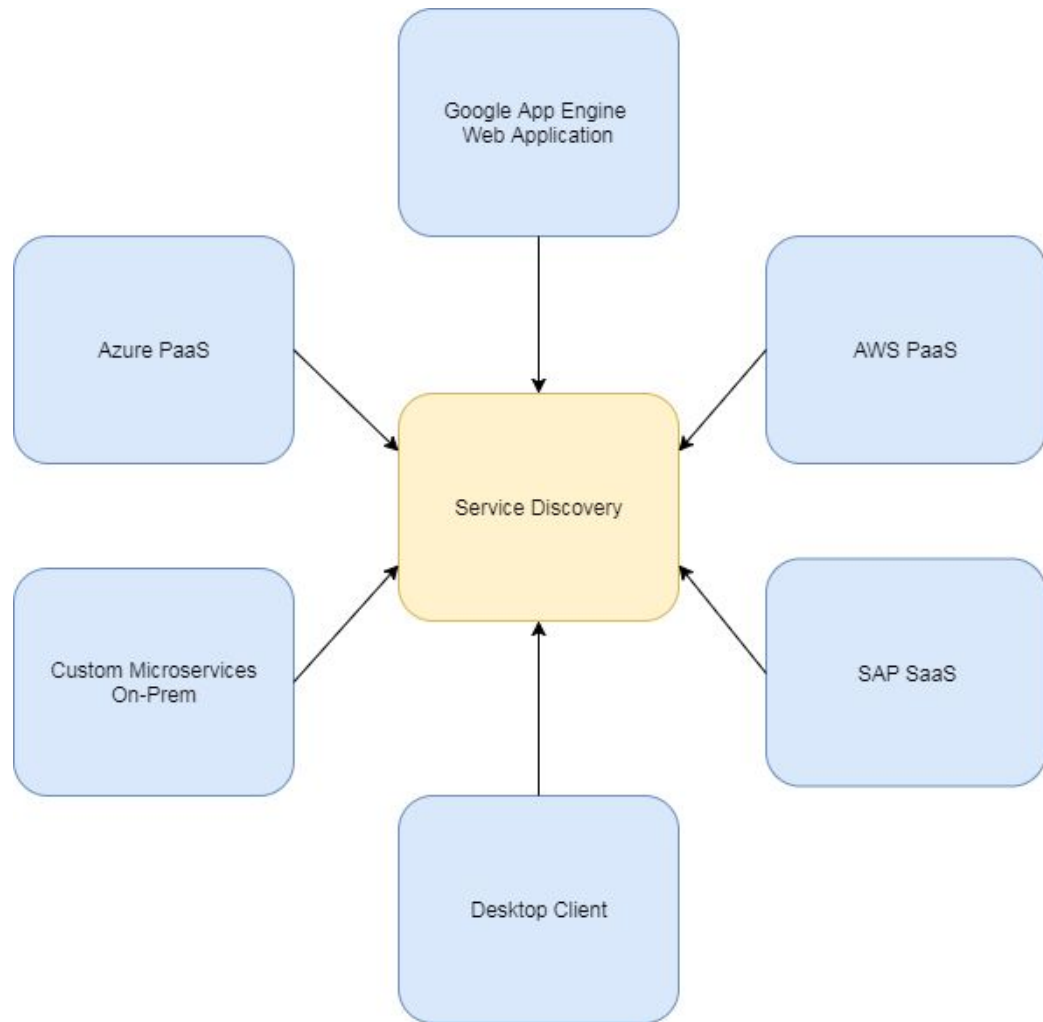 Google App Engine
Web Application
Azure PaaS
AWS PaaS
Service Discovery
Custom Microservices
On-Prem
SAP SaaS
Desktop Client